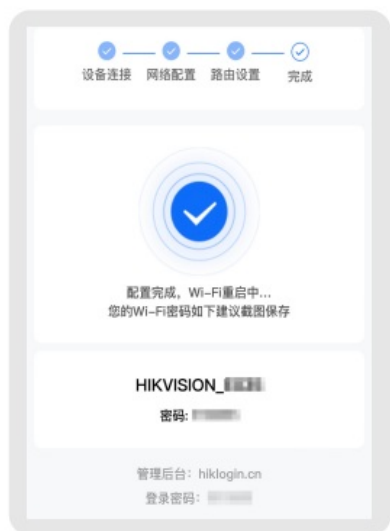 设备连接 网络配置 路由设置 完成
配置完成，Wi-Fi重启中...
您的Wi-Fi密码如下建议截图保存
HIKVISION_
密码:
管理后台：hiklogin.cn
登录密码：